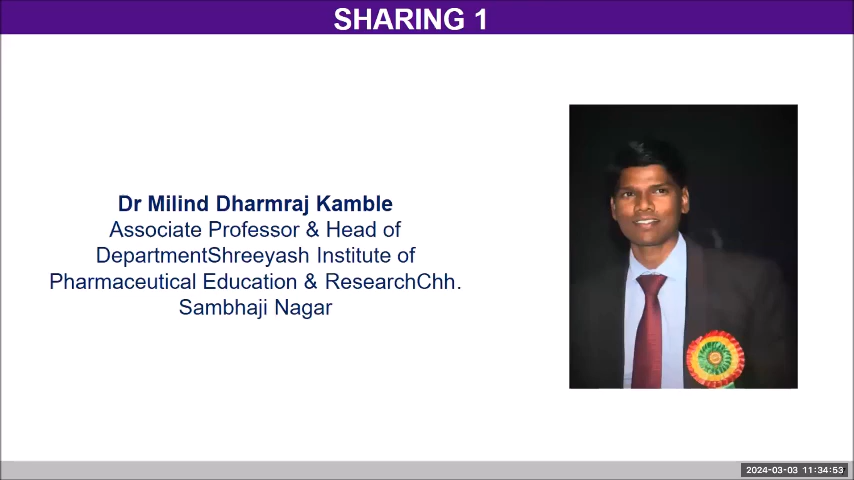 SHARING 1
Dr Milind Dharmraj Kamble
Associate Professor & Head of
DepartmentShreeyash Institute of
Pharmaceutical Education & ResearchChh.
Sambhaji Nagar
2024-03-03 11:34:53